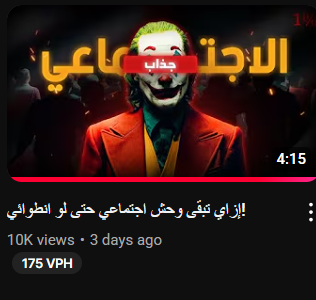 1%
الاجتماعي
جذاب
4:15
إزاي تبقى وحش اجتماعي حتى لو انطوائي!
10K views • 3 days ago
175 VPH